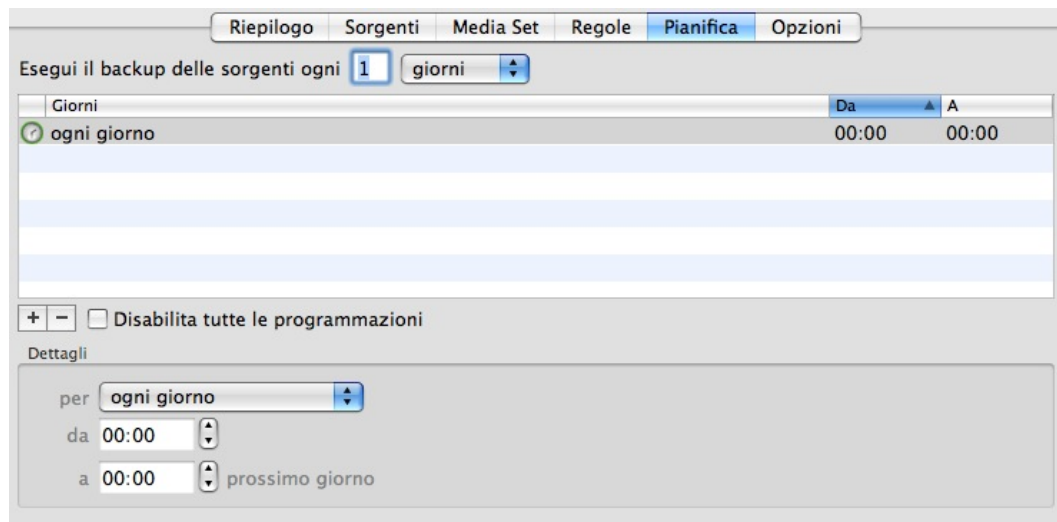 Riepilogo Sorgenti Media Set Regole Pianifica Opzioni
Esegui il backup delle sorgenti ogni 1 giorni
Giorni Da A
ogni giorno 00:00 00:00
+ − Disabilita tutte le programmazioni
Dettagli
per ogni giorno
da 00:00
a 00:00 prossimo giorno